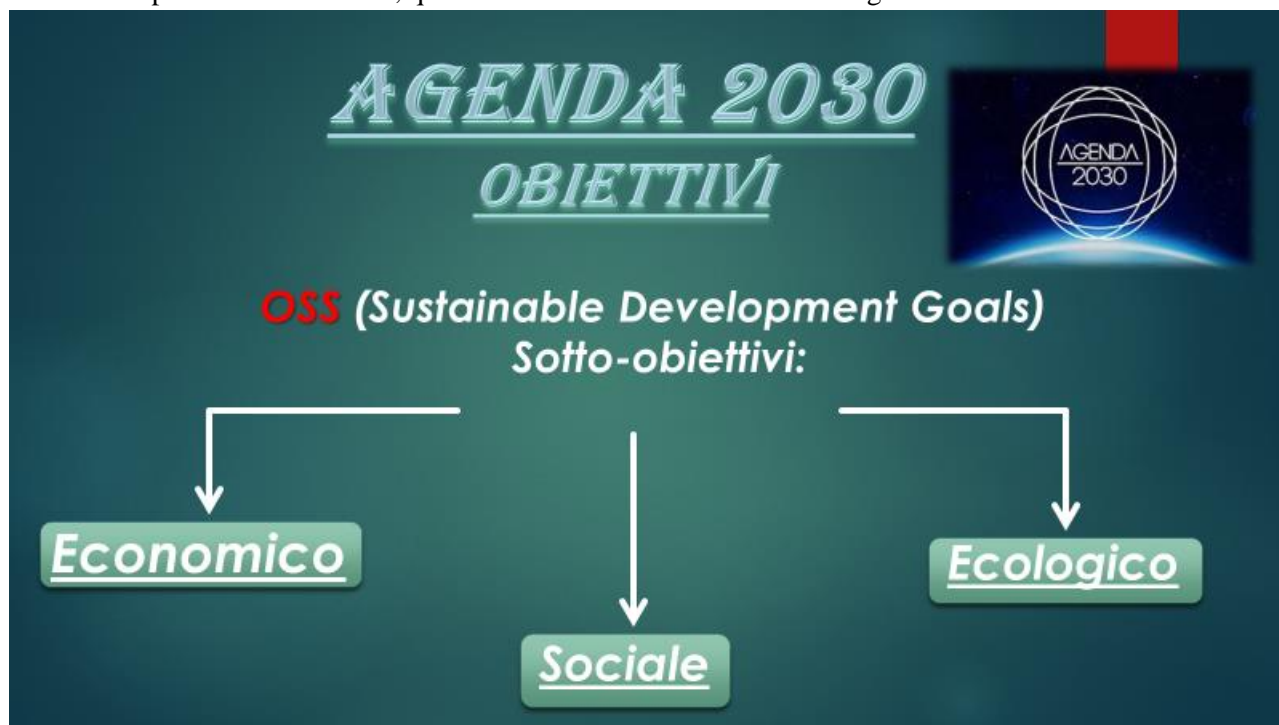 AGENDA 2030
OBIETTIVI
AGENDA
2030
OSS (Sustainable Development Goals)
Sotto-obiettivi:
Economico
Ecologico
Sociale